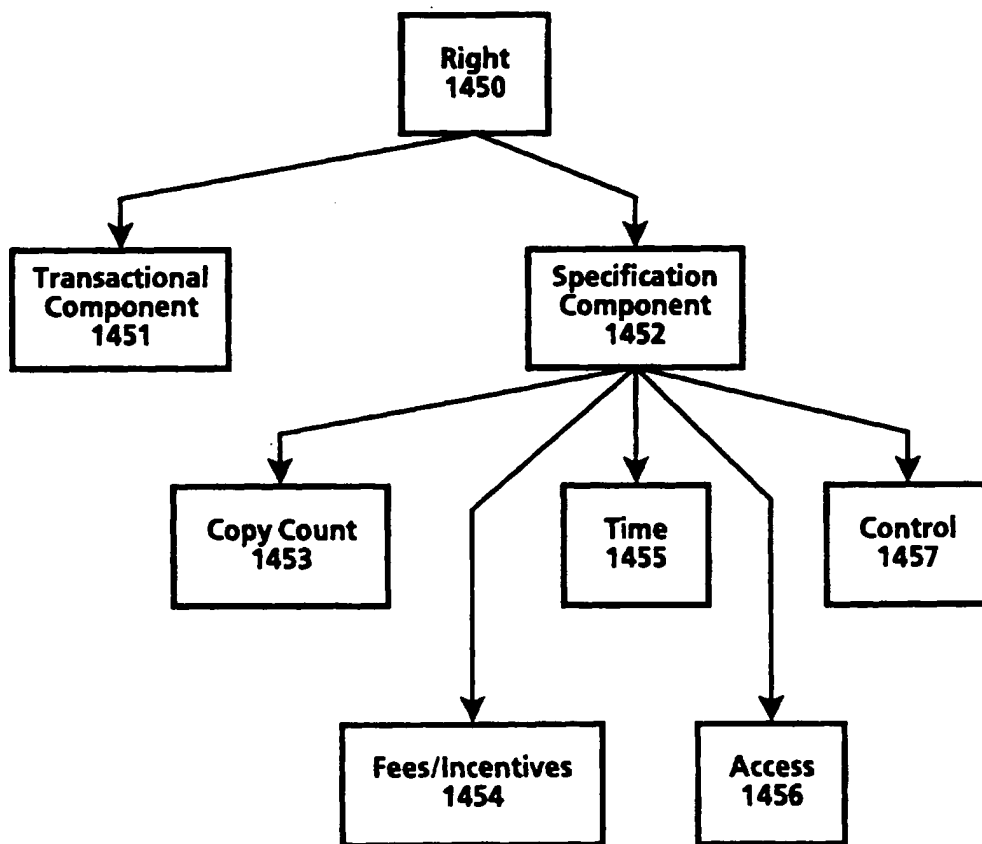 Right
1450
Transactional
Component
1451
Specification
Component
1452
Copy Count
1453
Time
1455
Control
1457
Fees/Incentives
1454
Access
1456